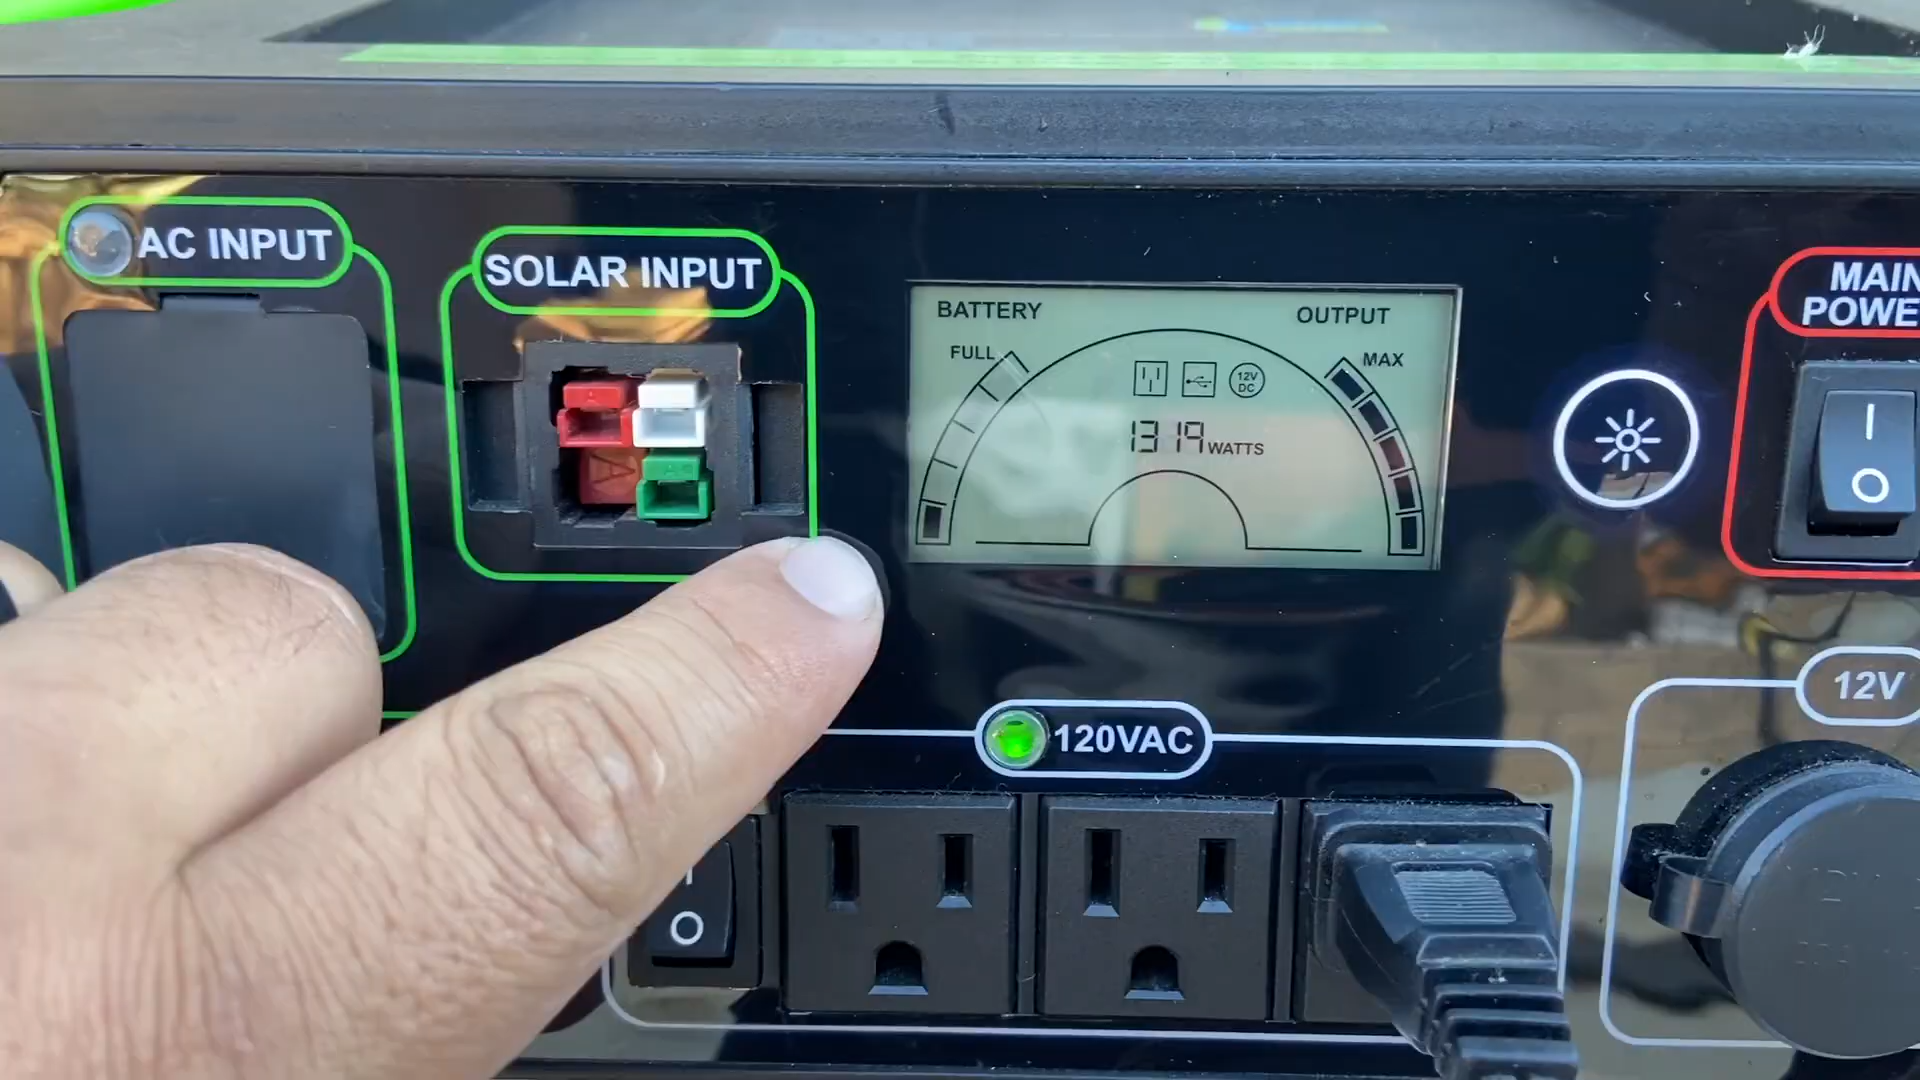 AC INPUT
SOLAR INPUT
BATTERY
OUTPUT
FULL
MAX
12V
DC
1319 WATTS
MAIN
POWE
I
O
120VAC
12V
O